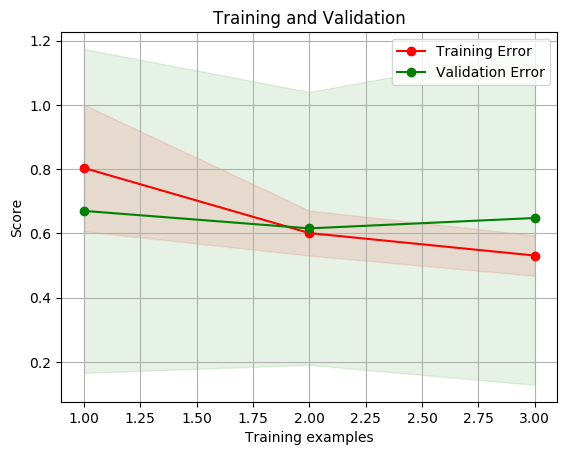 Training and Validation
Training Error
Validation Error
Score
1.2
1.0
0.8
0.6
0.4
0.2
1.00 1.25 1.50 1.75 2.00 2.25 2.50 2.75 3.00
Training examples